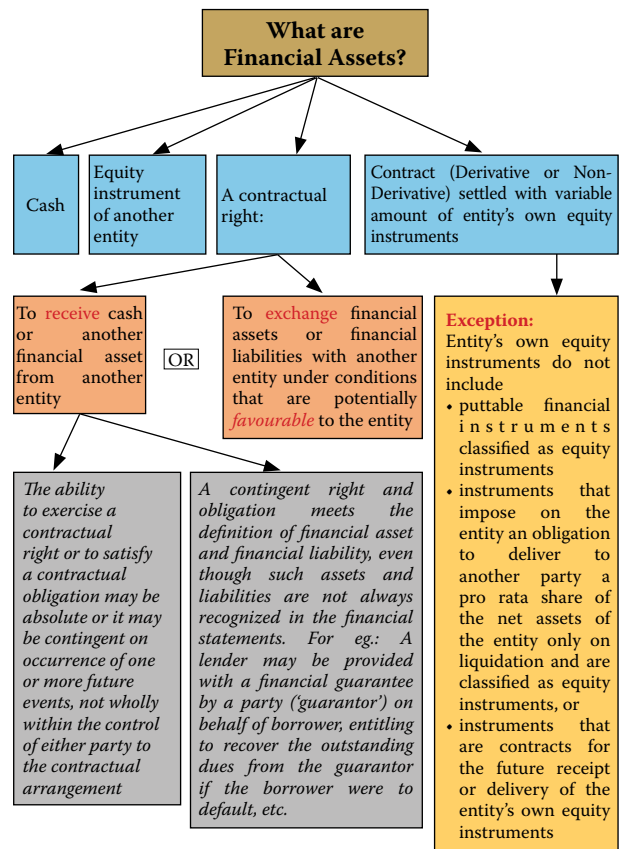 What are
Financial Assets?
Cash
Equity
instrument
of another
entity
A contractual
right:
Contract (Derivative or Non-
Derivative) settled with variable
amount of entity's own equity
instruments
To receive cash
or another
financial asset
from another
entity
OR
To exchange financial
assets or financial
liabilities with another
entity under conditions
that are potentially
favourable to the entity
Exception:
Entity's own equity
instruments do not
include
• puttable financial
instruments
classified as equity
instruments
• instruments that
impose on the
entity an obligation
to deliver to
another party a
pro rata share of
the net assets of
the entity only on
liquidation and are
classified as equity
instruments, or
• instruments that
are contracts for
the future receipt
or delivery of the
entity's own equity
instruments
The ability
to exercise a
contractual
right or to satisfy
a contractual
obligation may be
absolute or it may
be contingent on
occurrence of one
or more future
events, not wholly
within the control
of either party to
the contractual
arrangement
A contingent right and
obligation meets the
definition of financial asset
and financial liability, even
though such assets and
liabilities are not always
recognized in the financial
statements. For eg.: A
lender may be provided
with a financial guarantee
by a party ('guarantor') on
behalf of borrower, entitling
to recover the outstanding
dues from the guarantor
if the borrower were to
default, etc.